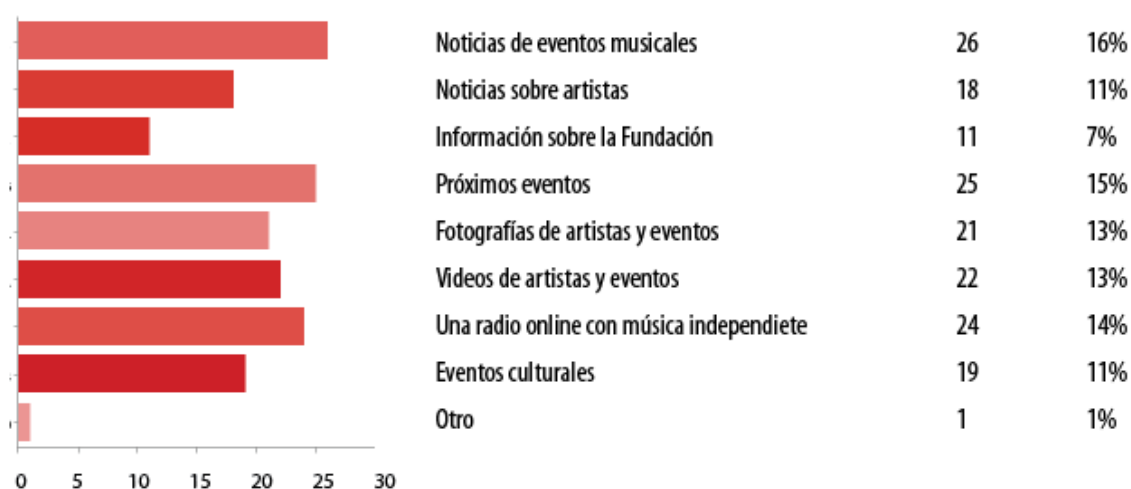 Noticias de eventos musicales 26 16%
Noticias sobre artistas 18 11%
Información sobre la Fundación 11 7%
Próximos eventos 25 15%
Fotografías de artistas y eventos 21 13%
Videos de artistas y eventos 22 13%
Una radio online con música independiete 24 14%
Eventos culturales 19 11%
Otro 1 1%
0 5 10 15 20 25 30